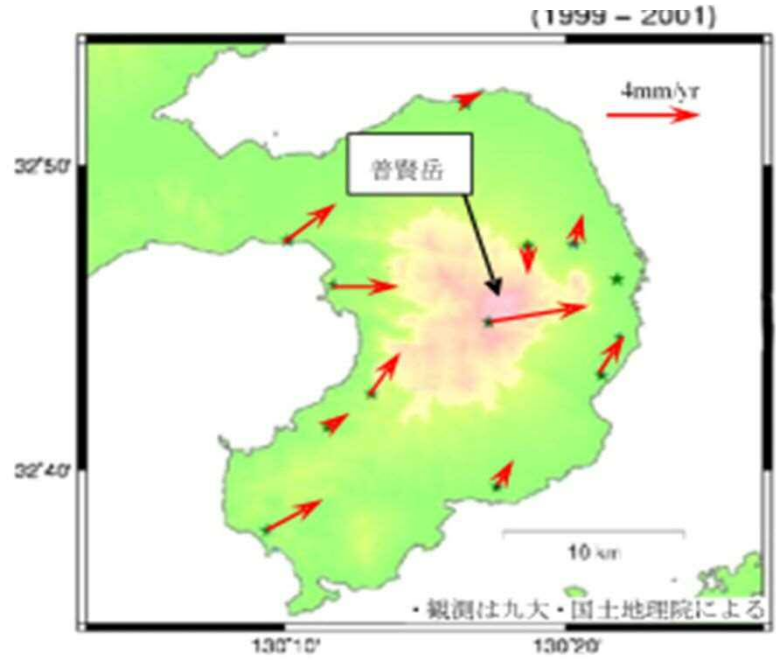 (1999 – 2001)
4mm/yr
32°50'
普賢岳
32°40'
10 km
・観測は九大・国土地理院による
130°10'
130°20'